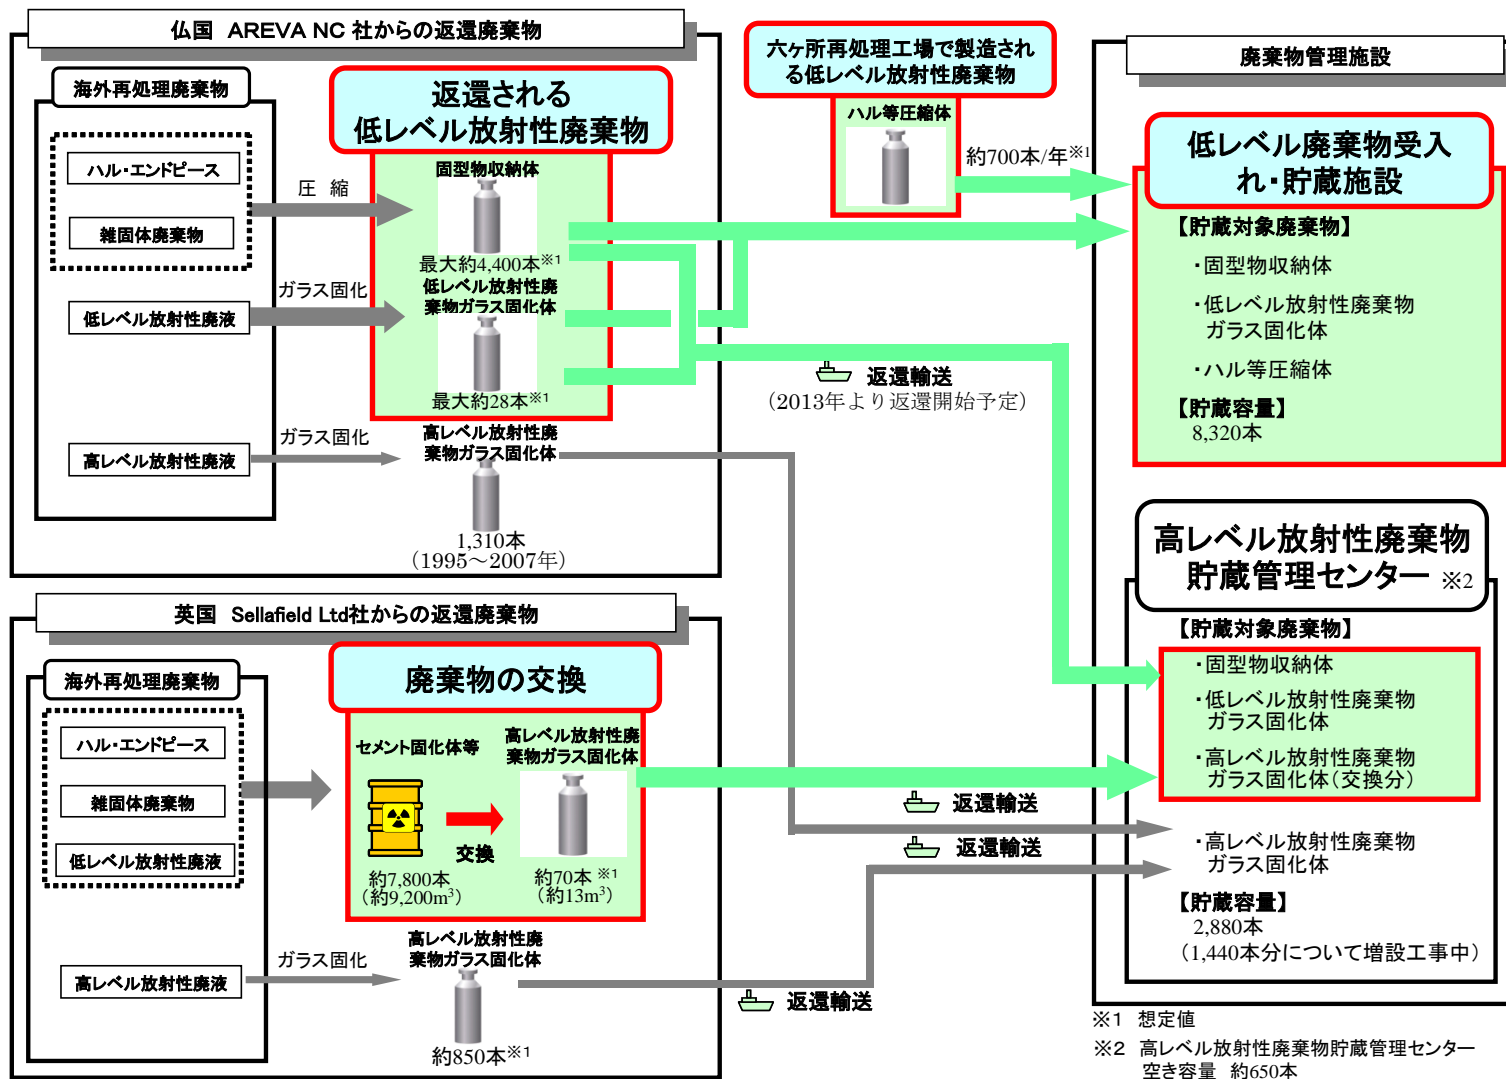 仏国 AREVA NC 社からの返還廃棄物
海外再処理廃棄物
ハル・エンドピース
雑固体廃棄物
低レベル放射性廃液
高レベル放射性廃液
圧 縮
ガラス固化
ガラス固化
返還される
低レベル放射性廃棄物
固型物収納体
最大約4,400本※1
低レベル放射性廃
棄物ガラス固化体
最大約28本※1
高レベル放射性廃
棄物ガラス固化体
1,310本
(1995～2007年)
六ヶ所再処理工場で製造され
る低レベル放射性廃棄物
ハル等圧縮体
約700本/年※1
返還輸送
(2013年より返還開始予定)
廃棄物管理施設
低レベル廃棄物受入
れ・貯蔵施設
【貯蔵対象廃棄物】
・固型物収納体
・低レベル放射性廃棄物
ガラス固化体
・ハル等圧縮体
【貯蔵容量】
8,320本
高レベル放射性廃棄物
貯蔵管理センター ※2
【貯蔵対象廃棄物】
・固型物収納体
・低レベル放射性廃棄物
ガラス固化体
・高レベル放射性廃棄物
ガラス固化体(交換分)
・高レベル放射性廃棄物
ガラス固化体
【貯蔵容量】
2,880本
(1,440本分について増設工事中)
英国 Sellafield Ltd社からの返還廃棄物
海外再処理廃棄物
ハル・エンドピース
雑固体廃棄物
低レベル放射性廃液
高レベル放射性廃液
ガラス固化
廃棄物の交換
セメント固化体等
約7,800本
(約9,200m³)
交換
高レベル放射性廃
棄物ガラス固化体
約70本 ※1
(約13m³)
高レベル放射性廃
棄物ガラス固化体
約850本※1
返還輸送
返還輸送
返還輸送
※1 想定値
※2 高レベル放射性廃棄物貯蔵管理センター
空き容量 約650本